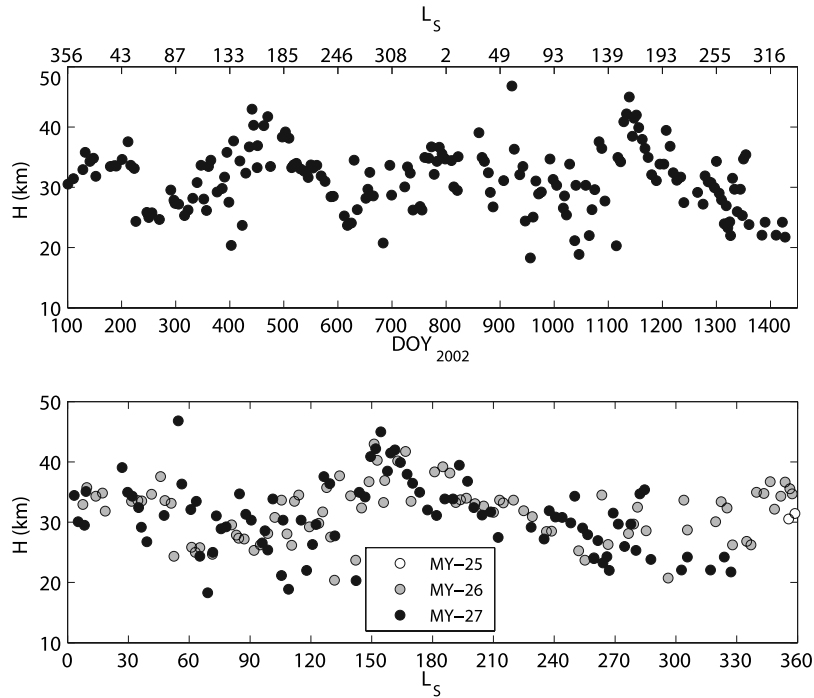 L_S
356 43 87 133 185 246 308 2 49 93 139 193 255 316
50
40
30
20
10
H (km)
100 200 300 400 500 600 700 800 900 1000 1100 1200 1300 1400
DOY_2002
50
40
30
20
10
H (km)
MY−25
MY−26
MY−27
0 30 60 90 120 150 180 210 240 270 300 330 360
L_S